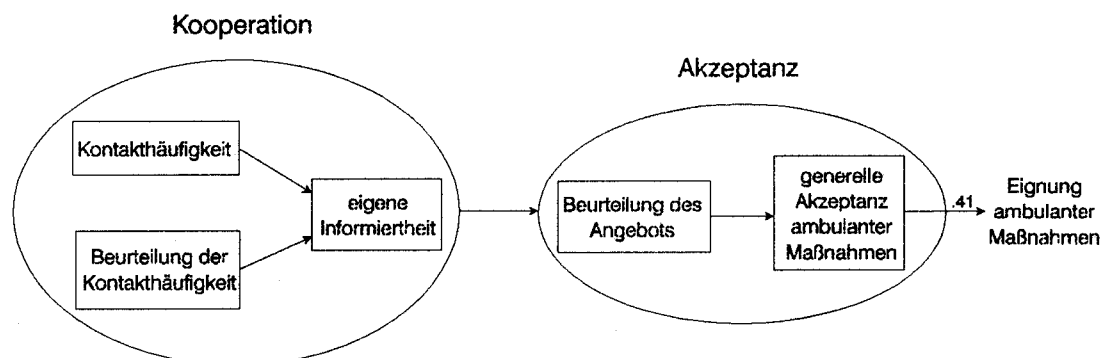 Kooperation
Akzeptanz
Kontakthäufigkeit
Beurteilung der
Kontakthäufigkeit
eigene
Informiertheit
Beurteilung des
Angebots
generelle
Akzeptanz
ambulanter
Maßnahmen
.41
Eignung
ambulanter
Maßnahmen